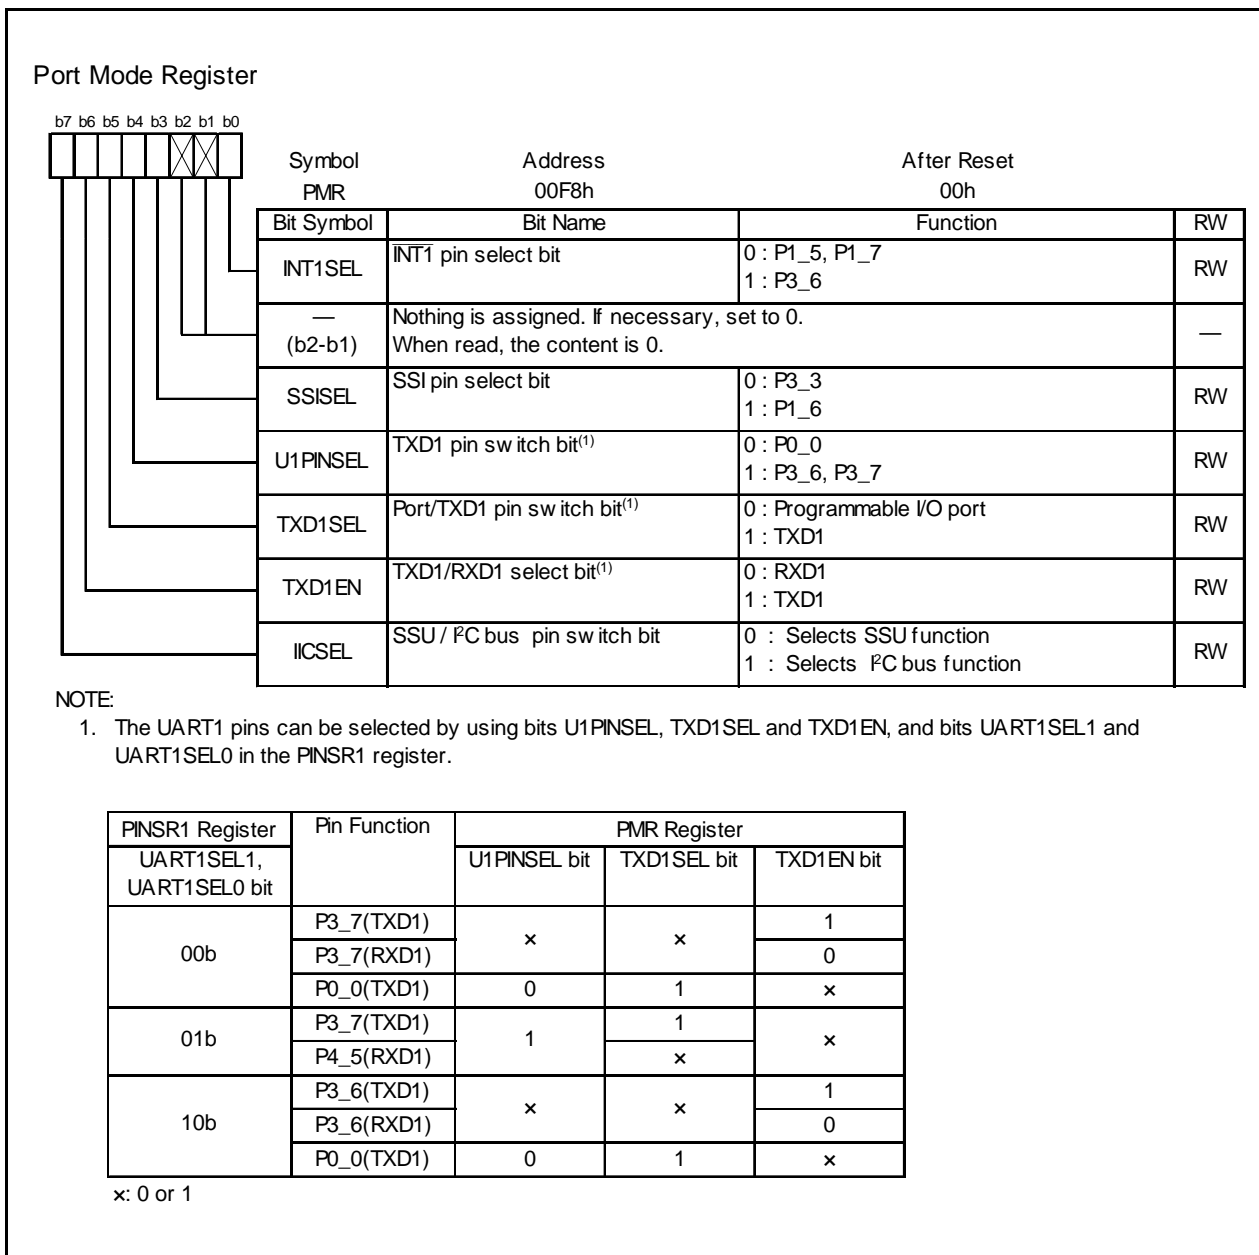 Port Mode Register
b7 b6 b5 b4 b3 b2 b1 b0
Symbol Address After Reset
PMR 00F8h 00h
Bit Symbol Bit Name Function RW
INT1SEL INT1 pin select bit 0 : P1_5, P1_7
1 : P3_6 RW
— (b2-b1) Nothing is assigned. If necessary, set to 0.
When read, the content is 0. —
SSISEL SSI pin select bit 0 : P3_3
1 : P1_6 RW
U1PINSEL TXD1 pin switch bit(1) 0 : P0_0
1 : P3_6, P3_7 RW
TXD1SEL Port/TXD1 pin switch bit(1) 0 : Programmable I/O port
1 : TXD1 RW
TXD1EN TXD1/RXD1 select bit(1) 0 : RXD1
1 : TXD1 RW
IICSEL SSU / I²C bus pin switch bit 0 : Selects SSU function
1 : Selects I²C bus function RW
NOTE:
1. The UART1 pins can be selected by using bits U1PINSEL, TXD1SEL and TXD1EN, and bits UART1SEL1 and
UART1SEL0 in the PINSR1 register.
PINSR1 Register Pin Function PMR Register
UART1SEL1, U1PINSEL bit TXD1SEL bit TXD1EN bit
UART1SEL0 bit
00b P3_7(TXD1) × × 1
P3_7(RXD1) 0
P0_0(TXD1) 0 1 ×
01b P3_7(TXD1) 1 1 ×
P4_5(RXD1) ×
10b P3_6(TXD1) × × 1
P3_6(RXD1) 0
P0_0(TXD1) 0 1 ×
×: 0 or 1